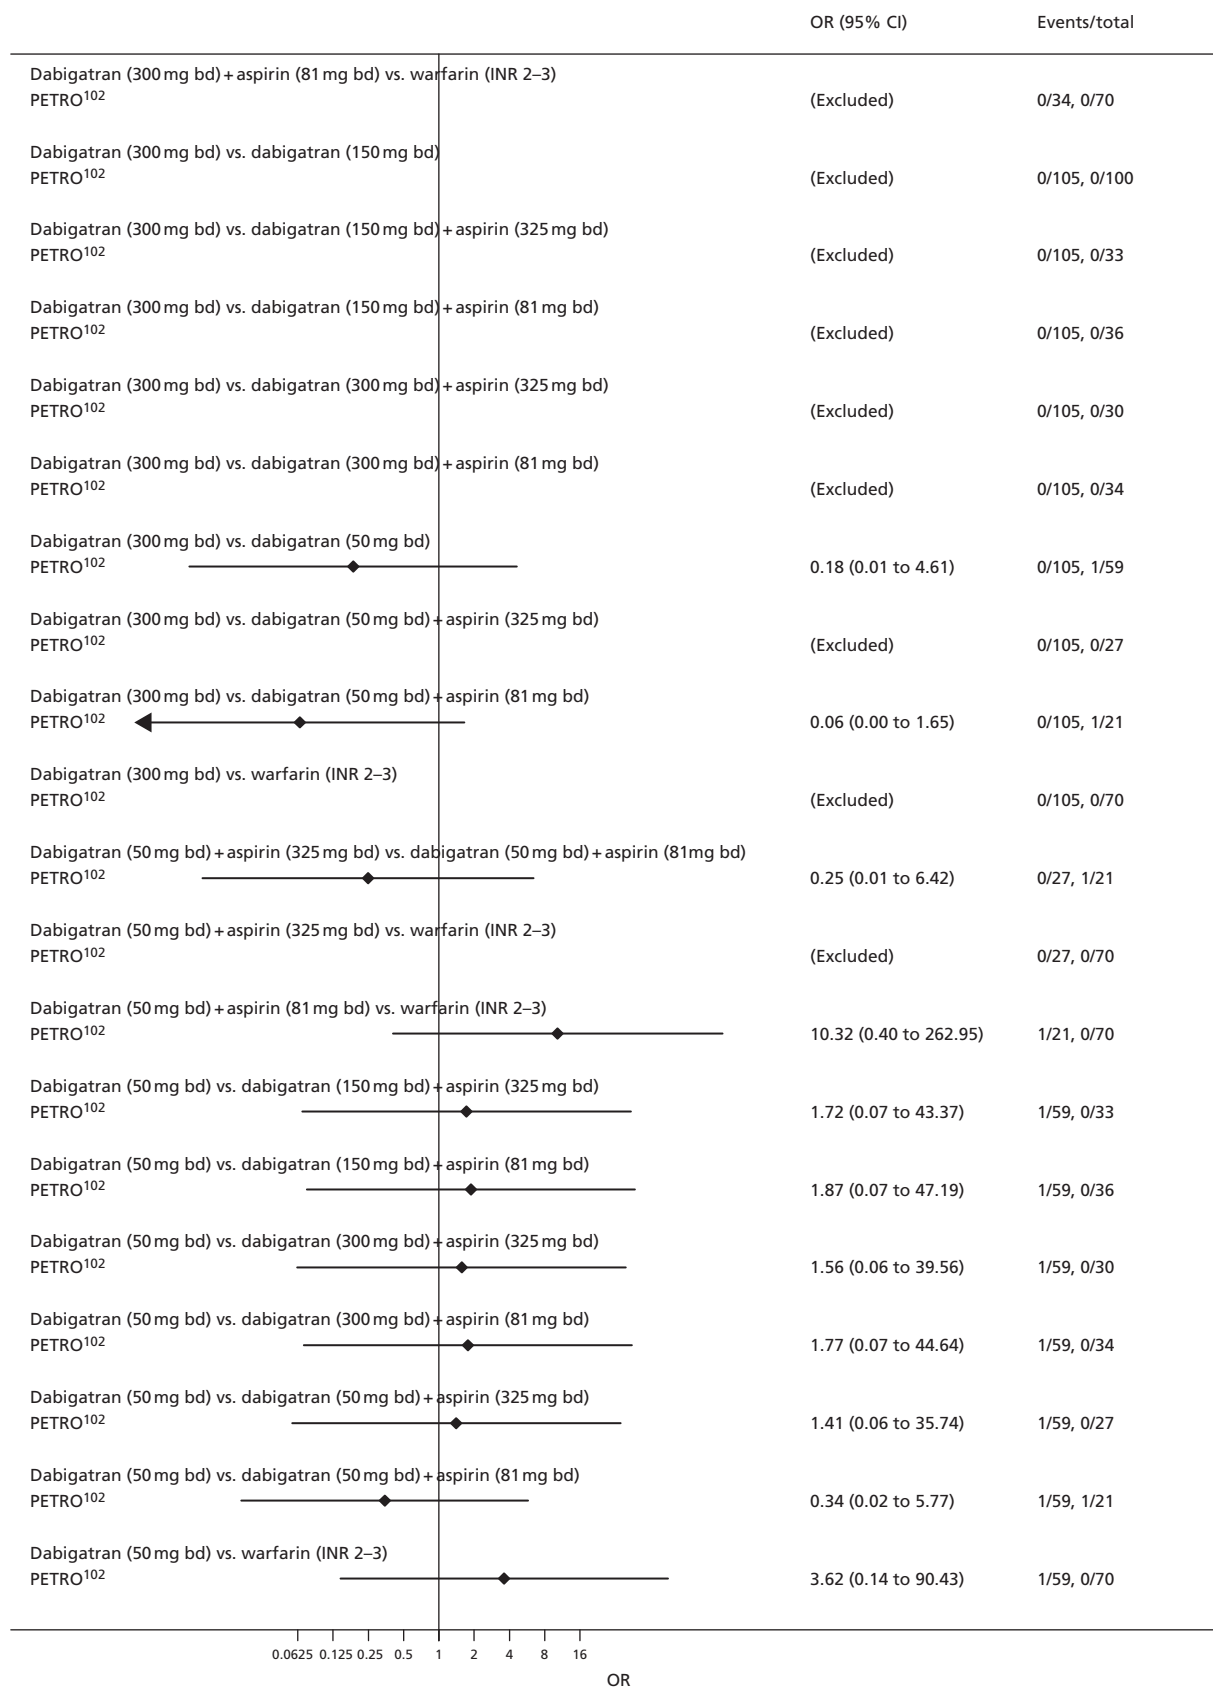 OR (95% CI) Events/total
Dabigatran (300 mg bd) + aspirin (81 mg bd) vs. warfarin (INR 2–3)
PETRO102 (Excluded) 0/34, 0/70
Dabigatran (300 mg bd) vs. dabigatran (150 mg bd)
PETRO102 (Excluded) 0/105, 0/100
Dabigatran (300 mg bd) vs. dabigatran (150 mg bd) + aspirin (325 mg bd)
PETRO102 (Excluded) 0/105, 0/33
Dabigatran (300 mg bd) vs. dabigatran (150 mg bd) + aspirin (81 mg bd)
PETRO102 (Excluded) 0/105, 0/36
Dabigatran (300 mg bd) vs. dabigatran (300 mg bd) + aspirin (325 mg bd)
PETRO102 (Excluded) 0/105, 0/30
Dabigatran (300 mg bd) vs. dabigatran (300 mg bd) + aspirin (81 mg bd)
PETRO102 (Excluded) 0/105, 0/34
Dabigatran (300 mg bd) vs. dabigatran (50 mg bd)
PETRO102 0.18 (0.01 to 4.61) 0/105, 1/59
Dabigatran (300 mg bd) vs. dabigatran (50 mg bd) + aspirin (325 mg bd)
PETRO102 (Excluded) 0/105, 0/27
Dabigatran (300 mg bd) vs. dabigatran (50 mg bd) + aspirin (81 mg bd)
PETRO102 0.06 (0.00 to 1.65) 0/105, 1/21
Dabigatran (300 mg bd) vs. warfarin (INR 2–3)
PETRO102 (Excluded) 0/105, 0/70
Dabigatran (50 mg bd) + aspirin (325 mg bd) vs. dabigatran (50 mg bd) + aspirin (81mg bd)
PETRO102 0.25 (0.01 to 6.42) 0/27, 1/21
Dabigatran (50 mg bd) + aspirin (325 mg bd) vs. warfarin (INR 2–3)
PETRO102 (Excluded) 0/27, 0/70
Dabigatran (50 mg bd) + aspirin (81 mg bd) vs. warfarin (INR 2–3)
PETRO102 10.32 (0.40 to 262.95) 1/21, 0/70
Dabigatran (50 mg bd) vs. dabigatran (150 mg bd) + aspirin (325 mg bd)
PETRO102 1.72 (0.07 to 43.37) 1/59, 0/33
Dabigatran (50 mg bd) vs. dabigatran (150 mg bd) + aspirin (81 mg bd)
PETRO102 1.87 (0.07 to 47.19) 1/59, 0/36
Dabigatran (50 mg bd) vs. dabigatran (300 mg bd) + aspirin (325 mg bd)
PETRO102 1.56 (0.06 to 39.56) 1/59, 0/30
Dabigatran (50 mg bd) vs. dabigatran (300 mg bd) + aspirin (81 mg bd)
PETRO102 1.77 (0.07 to 44.64) 1/59, 0/34
Dabigatran (50 mg bd) vs. dabigatran (50 mg bd) + aspirin (325 mg bd)
PETRO102 1.41 (0.06 to 35.74) 1/59, 0/27
Dabigatran (50 mg bd) vs. dabigatran (50 mg bd) + aspirin (81 mg bd)
PETRO102 0.34 (0.02 to 5.77) 1/59, 1/21
Dabigatran (50 mg bd) vs. warfarin (INR 2–3)
PETRO102 3.62 (0.14 to 90.43) 1/59, 0/70
0.0625 0.125 0.25 0.5 1 2 4 8 16
OR